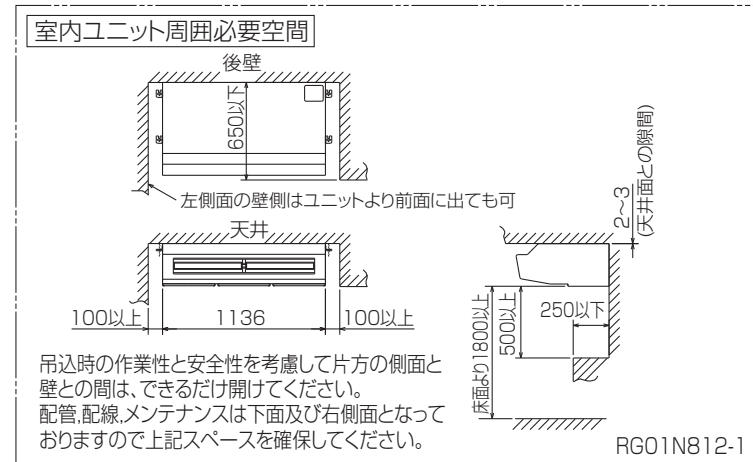 室内ユニット周囲必要空間
後壁
650以下
左側面の壁側はユニットより前面に出ても可
天井
100以上
1136
100以上
2〜3
(天井面との隙間)
250以下
500以上
床面より1800以上
吊込時の作業性と安全性を考慮して片方の側面と
壁との間は、できるだけ開けてください。
配管,配線,メンテナンスは下面及び右側面となって
おりますので上記スペースを確保してください。
RG01N812-1